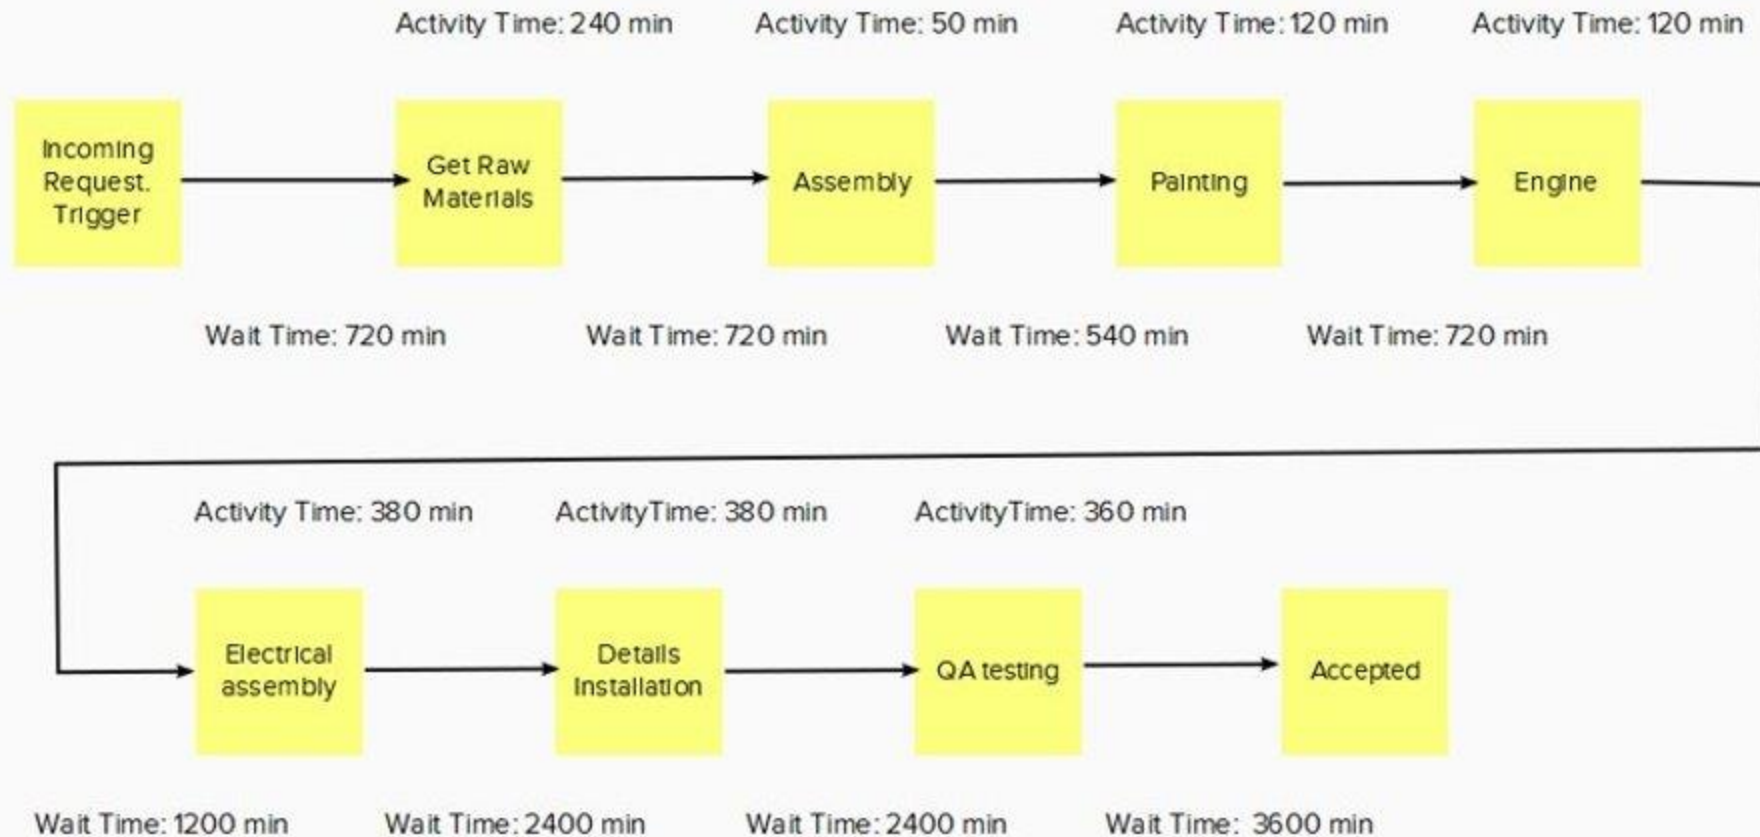 Activity Time: 240 min
Activity Time: 50 min
Activity Time: 120 min
Activity Time: 120 min
Incoming
Request.
Trigger
Get Raw
Materials
Assembly
Painting
Engine
Wait Time: 720 min
Wait Time: 720 min
Wait Time: 540 min
Wait Time: 720 min
Activity Time: 380 min
ActivityTime: 380 min
ActivityTime: 360 min
Electrical
assembly
Details
Installation
QA testing
Accepted
Wait Time: 1200 min
Wait Time: 2400 min
Wait Time: 2400 min
Wait Time: 3600 min